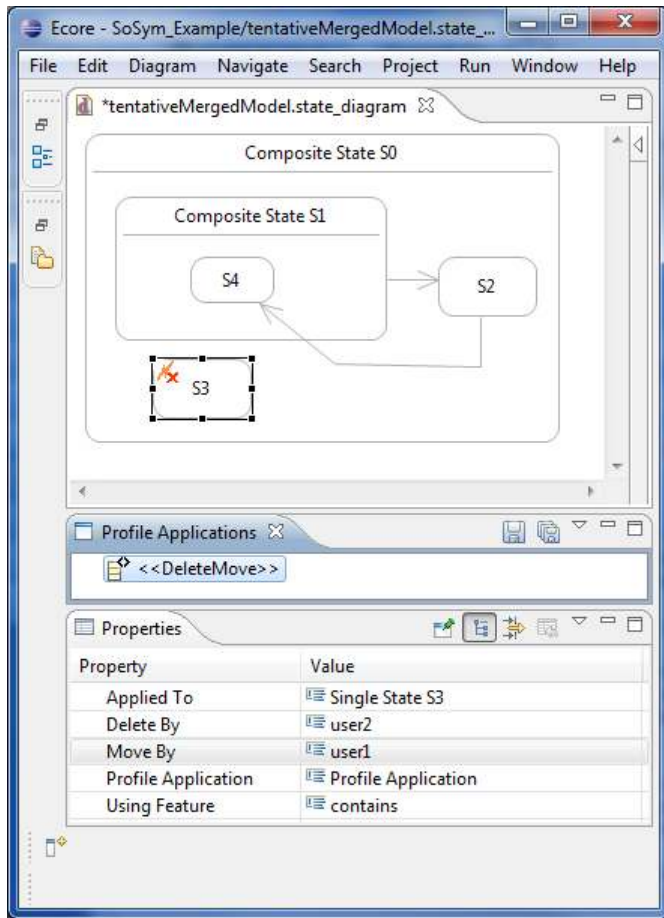 Ecore - SoSym_Example/tentativeMergedModel.state_...
File Edit Diagram Navigate Search Project Run Window Help
*tentativeMergedModel.state_diagram
Composite State S0
Composite State S1
S4
S2
S3
Profile Applications
<<DeleteMove>>
Properties
Property Value
Applied To Single State S3
Delete By user2
Move By user1
Profile Application Profile Application
Using Feature contains